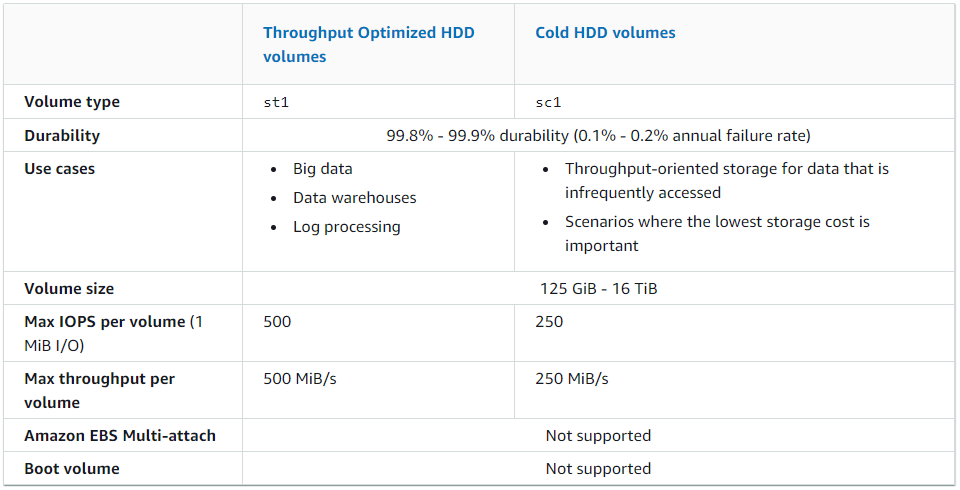 Throughput Optimized HDD
volumes
Cold HDD volumes
Volume type
st1
sc1
Durability
99.8% - 99.9% durability (0.1% - 0.2% annual failure rate)
Use cases
• Big data
• Data warehouses
• Log processing
• Throughput-oriented storage for data that is
infrequently accessed
• Scenarios where the lowest storage cost is
important
Volume size
125 GiB - 16 TiB
Max IOPS per volume (1
MiB I/O)
500
250
Max throughput per
volume
500 MiB/s
250 MiB/s
Amazon EBS Multi-attach
Not supported
Boot volume
Not supported